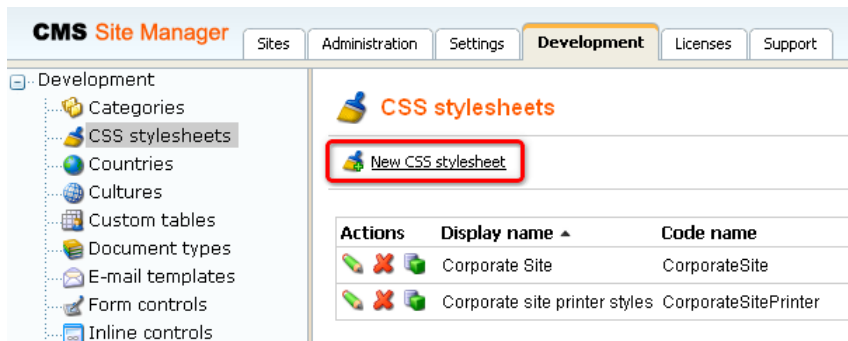 CMS Site Manager
Sites Administration Settings Development Licenses Support
Development
Categories
CSS stylesheets
Countries
Cultures
Custom tables
Document types
E-mail templates
Form controls
Inline controls
CSS stylesheets
New CSS stylesheet
Actions Display name Code name
Corporate Site CorporateSite
Corporate site printer styles CorporateSitePrinter